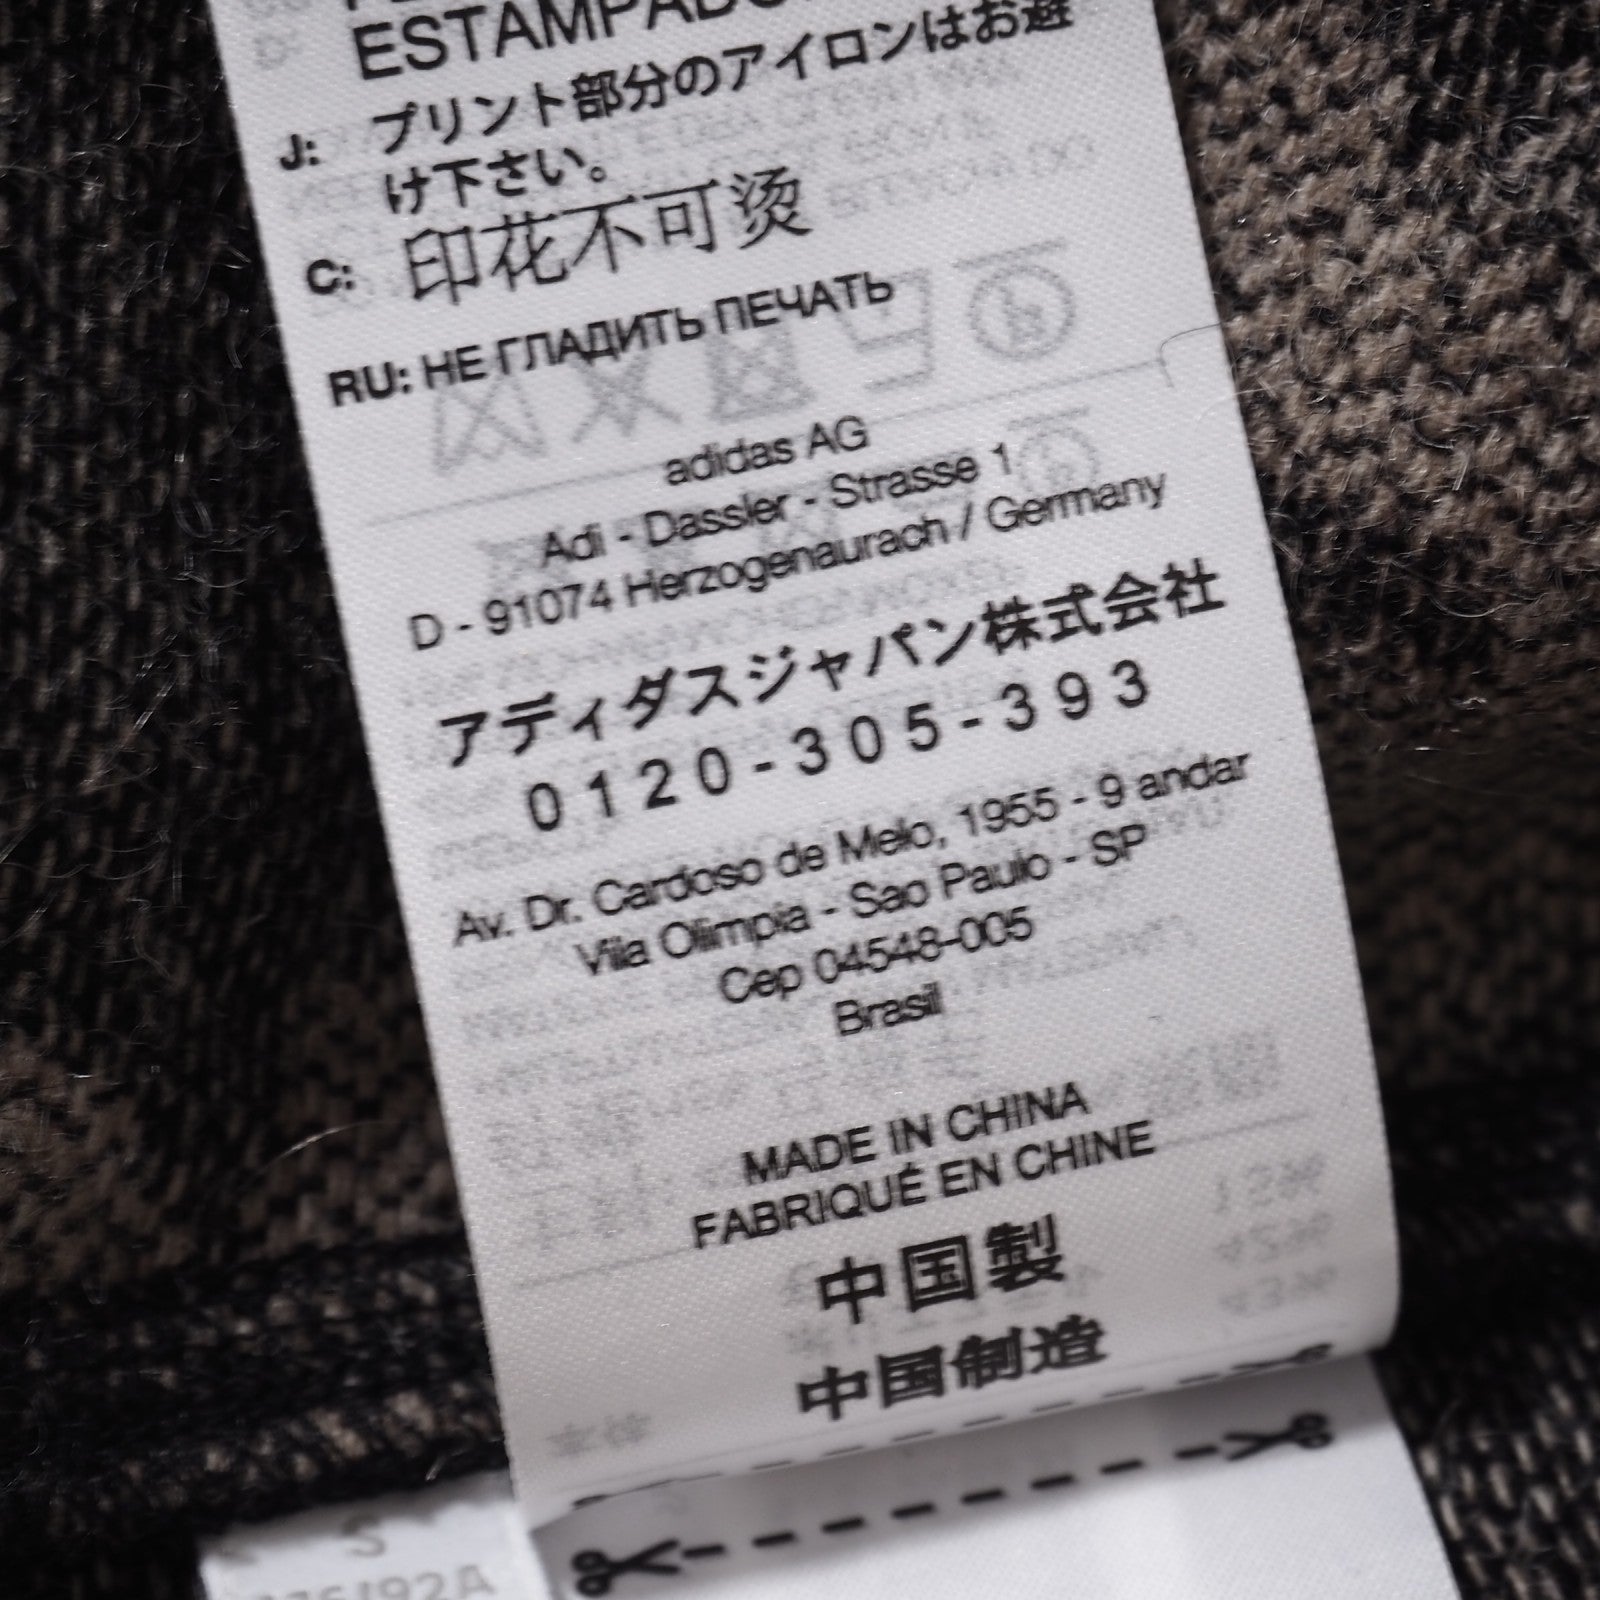 J: プリント部分のアイロンはお避
け下さい。
C: 印花不可烫
RU: НЕ ГЛАДИТЬ ПЕЧАТЬ
adidas AG
Adi - Dassler - Strasse 1
D - 91074 Herzogenaurach / Germany
アディダスジャパン株式会社
0120-305-393
Av. Dr. Cardoso de Melo, 1955 - 9 andar
Vila Olimpia - Sao Paulo - SP
Cep 04548-005
Brasil
MADE IN CHINA
FABRIQUÉ EN CHINE
中国製
中国制造
S
/92A